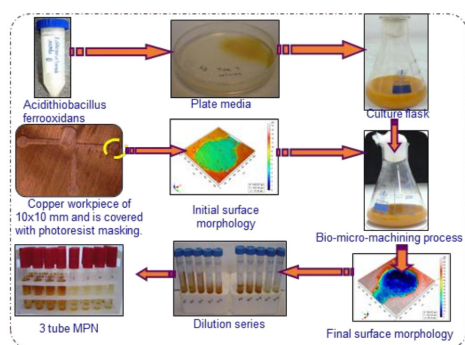 Acidithiobacillus
ferrooxidans
Plate media
Culture flask
Copper workpiece of
10x10 mm and is covered
with photoresist masking.
Initial surface
morphology
Bio-micro-machining process
3 tube MPN
Dilution series
Final surface morphology